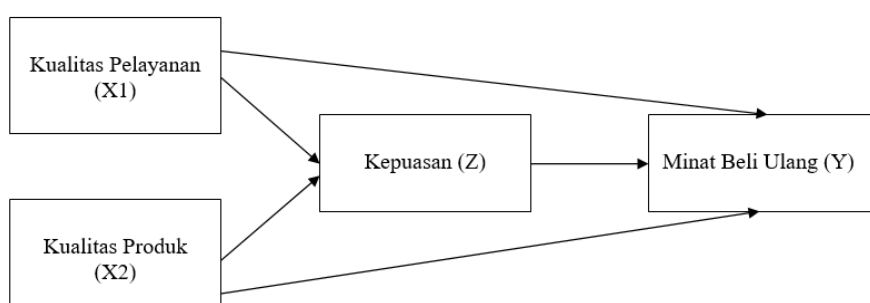 Kualitas Pelayanan
(X1)
Kepuasan (Z)
Minat Beli Ulang (Y)
Kualitas Produk
(X2)